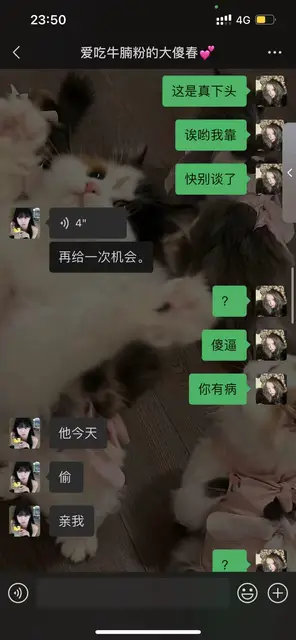 23:50
4G
爱吃牛腩粉的大傻春💕
这是真下头
诶哟我靠
快别谈了
4"
再给一次机会。
？
傻逼
你有病
他今天
偷
亲我
？